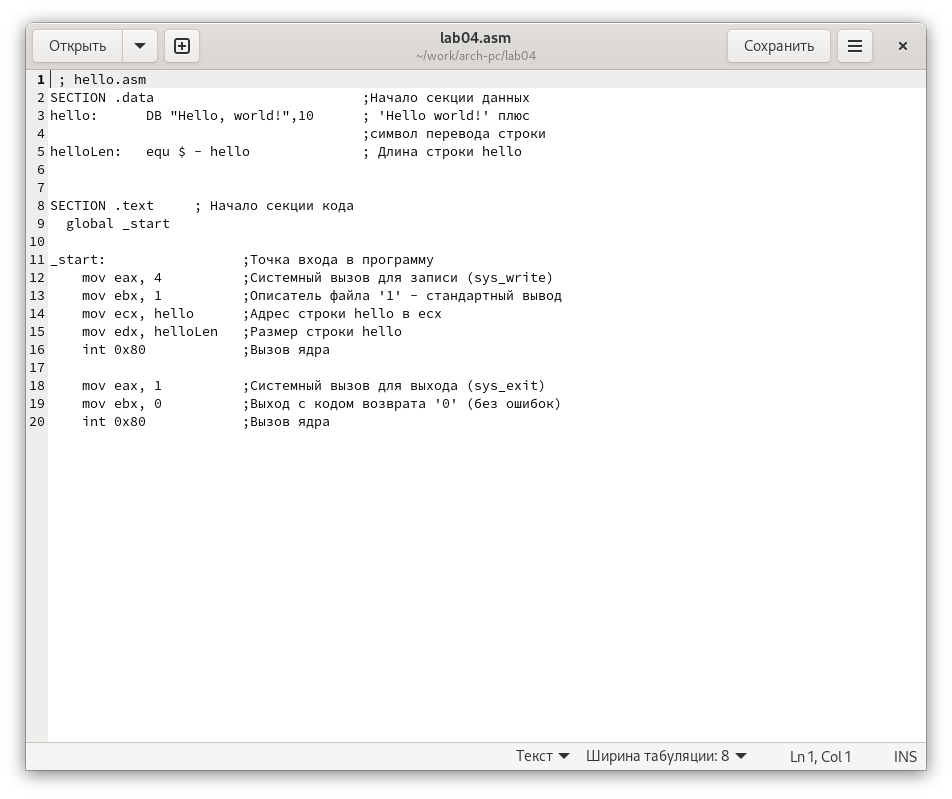 Открыть
lab04.asm
~/work/arch-pc/lab04
Сохранить
1 ; hello.asm
2 SECTION .data ;Начало секции данных
3 hello: DB "Hello, world!",10 ; 'Hello world!' плюс
4 ;символ перевода строки
5 helloLen: equ $ - hello ; Длина строки hello
6
7
8 SECTION .text ; Начало секции кода
9 global _start
10
11 _start: ;Точка входа в программу
12 mov eax, 4 ;Системный вызов для записи (sys_write)
13 mov ebx, 1 ;Описатель файла '1' - стандартный вывод
14 mov ecx, hello ;Адрес строки hello в ecx
15 mov edx, helloLen ;Размер строки hello
16 int 0x80 ;Вызов ядра
17
18 mov eax, 1 ;Системный вызов для выхода (sys_exit)
19 mov ebx, 0 ;Выход с кодом возврата '0' (без ошибок)
20 int 0x80 ;Вызов ядра
Текст Ширина табуляции: 8 Ln 1, Col 1 INS